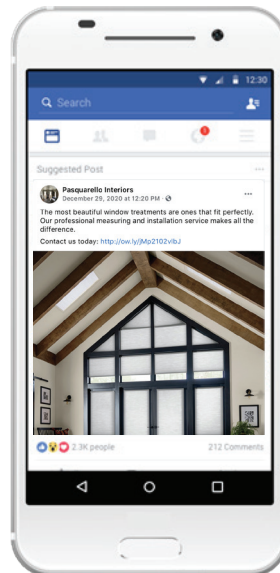 12:30
Search
Suggested Post
Pasquarello Interiors
December 29, 2020 at 12:20 PM
The most beautiful window treatments are ones that fit perfectly.
Our professional measuring and installation service makes all the
difference.
Contact us today: http://ow.ly/jMp2102vlbJ
2.3K people 212 Comments